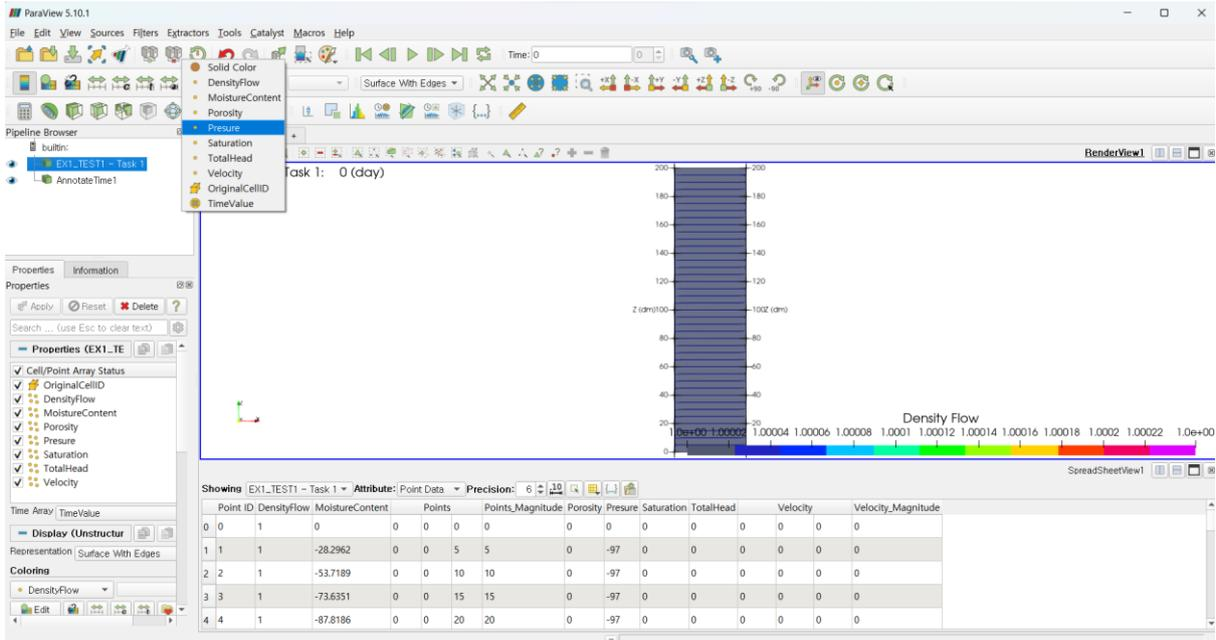 ParaView 5.10.1
File Edit View Sources Filters Extractors Tools Catalyst Macros Help
Time: 0 0
Solid Color
DensityFlow
MoistureContent
Porosity
Presure
Saturation
TotalHead
Velocity
OriginalCellID
TimeValue
Surface With Edges
+X -X +Y -Y +Z -Z +90 -90
Pipeline Browser
builtin:
EX1_TEST1 - Task 1
AnnotateTime1
RenderView1
Task 1: 0 (day)
200 200
180 180
160 160
140 140
120 120
Z (dm)100 100Z (dm)
80 80
60 60
40 40
20 20
0
Density Flow
1.0e+00 1.00002 1.00004 1.00006 1.00008 1.0001 1.00012 1.00014 1.00016 1.00018 1.0002 1.00022 1.0e+00
Properties Information
Properties
Apply Reset Delete ?
Search ... (use Esc to clear text)
Properties (EX1_TE
Cell/Point Array Status
OriginalCellID
DensityFlow
MoistureContent
Porosity
Presure
Saturation
TotalHead
Velocity
Time Array TimeValue
Display (Unstructur
Representation Surface With Edges
Coloring
DensityFlow
Edit
SpreadSheetView1
Showing EX1_TEST1 - Task 1 Attribute: Point Data Precision: 6
Point ID DensityFlow MoistureContent Points Points_Magnitude Porosity Presure Saturation TotalHead Velocity Velocity_Magnitude
0 0 1 0 0 0 0 0 0 0 0 0 0 0 0 0
1 1 1 -28.2962 0 0 5 5 0 -97 0 0 0 0 0 0
2 2 1 -53.7189 0 0 10 10 0 -97 0 0 0 0 0 0
3 3 1 -73.6351 0 0 15 15 0 -97 0 0 0 0 0 0
4 4 1 -87.8186 0 0 20 20 0 -97 0 0 0 0 0 0